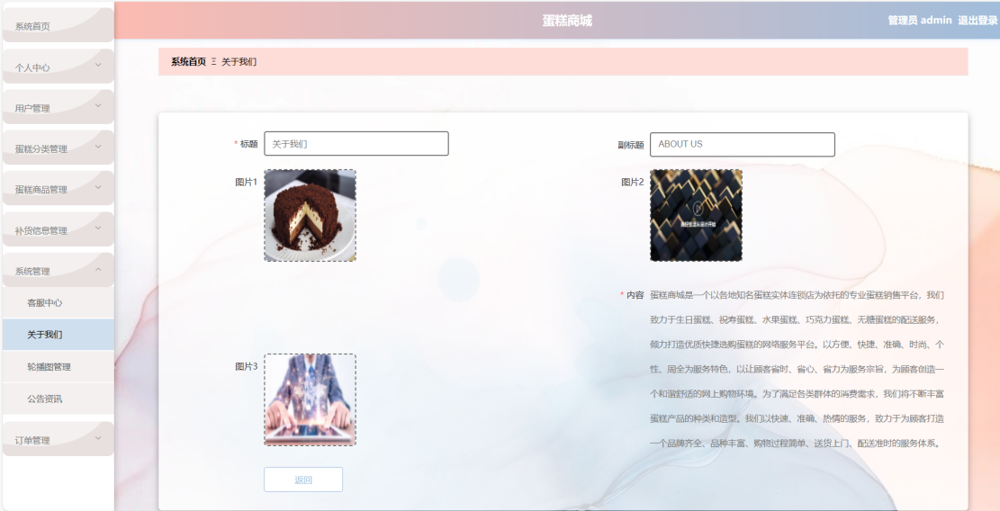 蛋糕商城
管理员 admin 退出登录
系统首页
个人中心
用户管理
蛋糕分类管理
蛋糕商品管理
补货信息管理
系统管理
客服中心
关于我们
轮播图管理
公告资讯
订单管理
系统首页 Ξ 关于我们
* 标题 关于我们
副标题 ABOUT US
图片1
图片2
美好生活从设计开始
* 内容 蛋糕商城是一个以各地知名蛋糕实体连锁店为依托的专业蛋糕销售平台，我们
致力于生日蛋糕、祝寿蛋糕、水果蛋糕、巧克力蛋糕、无糖蛋糕的配送服务，
倾力打造优质快捷选购蛋糕的网络服务平台。以方便、快捷、准确、时尚、个
性、周全为服务特色，以让顾客省时、省心、省力为服务宗旨，为顾客创造一
个和谐舒适的网上购物环境。为了满足各类群体的消费需求，我们将不断丰富
蛋糕产品的种类和造型。我们以快速、准确、热情的服务，致力于为顾客打造
一个品牌齐全、品种丰富、购物过程简单、送货上门、配送准时的服务体系。
图片3
返回